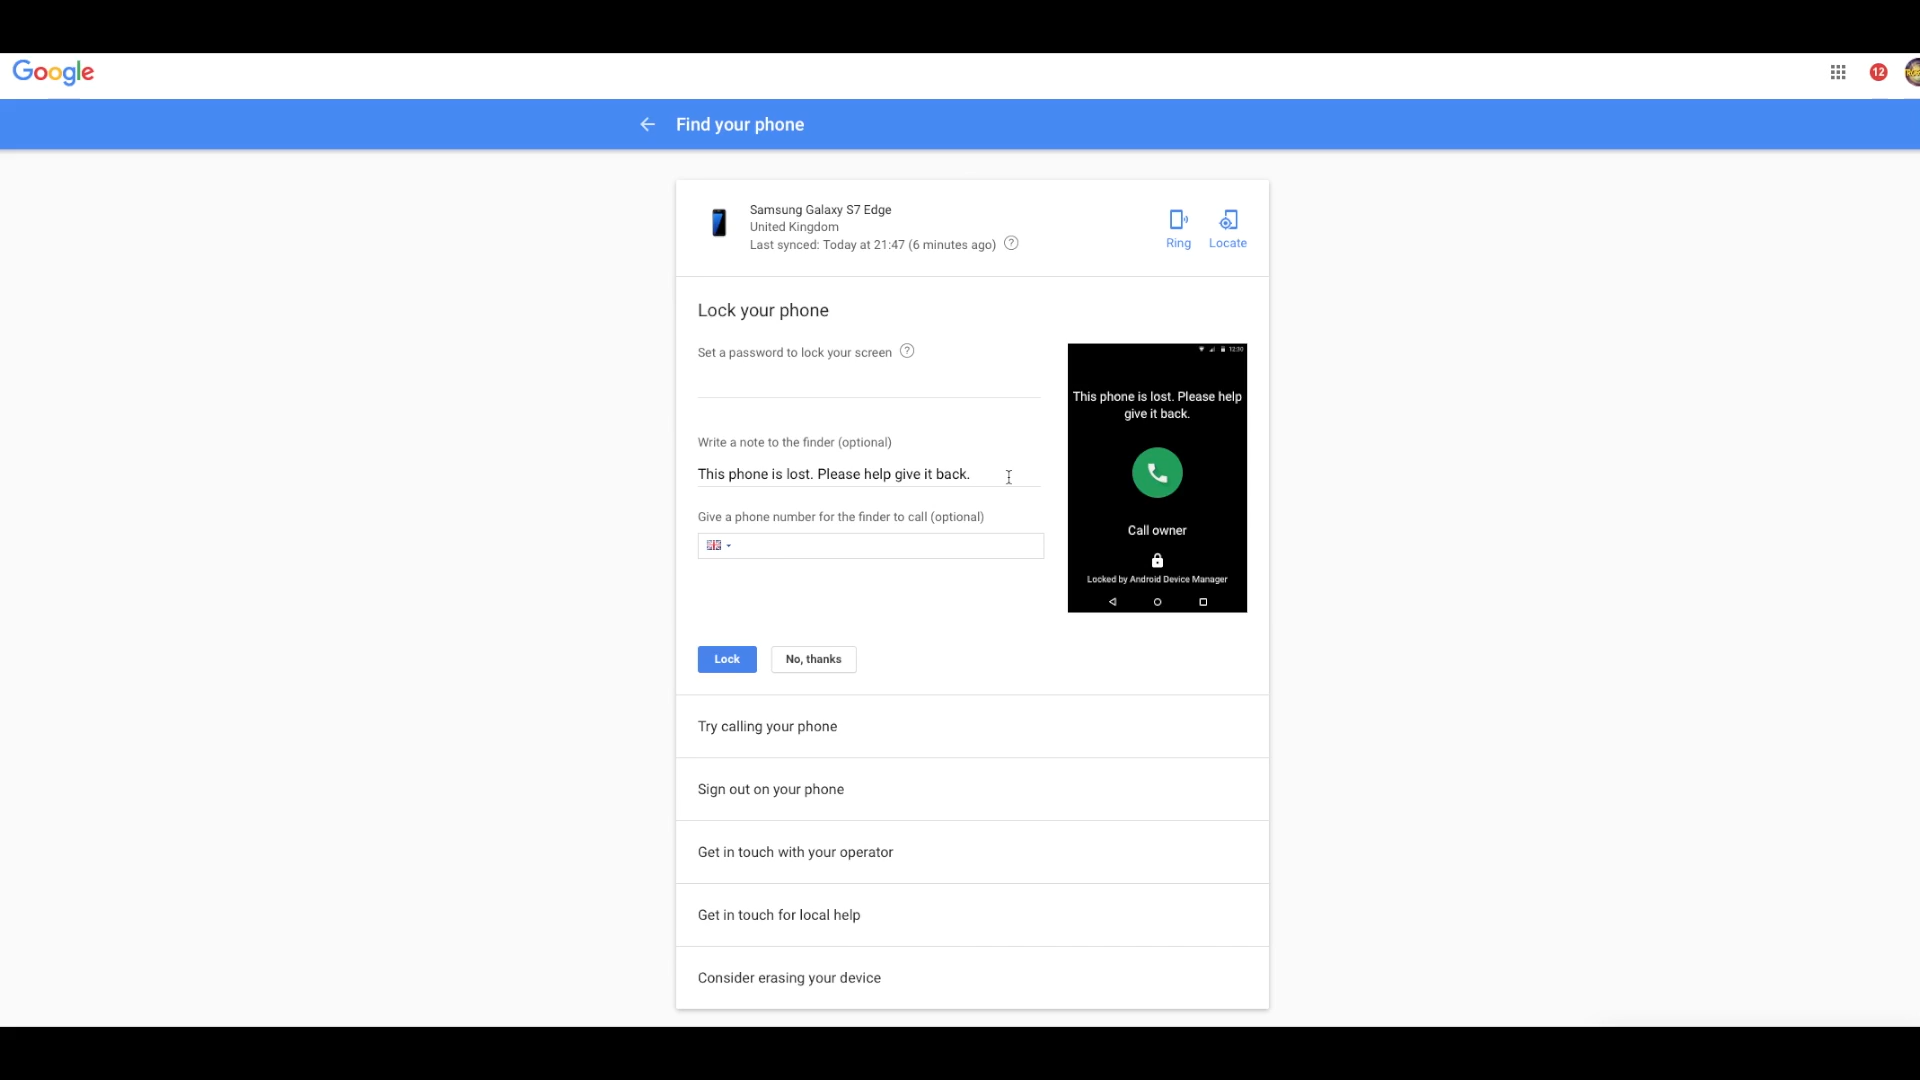 Google
12
Find your phone
Samsung Galaxy S7 Edge
United Kingdom
Last synced: Today at 21:47 (6 minutes ago)
Ring
Locate
Lock your phone
Set a password to lock your screen
Write a note to the finder (optional)
This phone is lost. Please help give it back.
Give a phone number for the finder to call (optional)
12:30
This phone is lost. Please help
give it back.
Call owner
Locked by Android Device Manager
Lock
No, thanks
Try calling your phone
Sign out on your phone
Get in touch with your operator
Get in touch for local help
Consider erasing your device